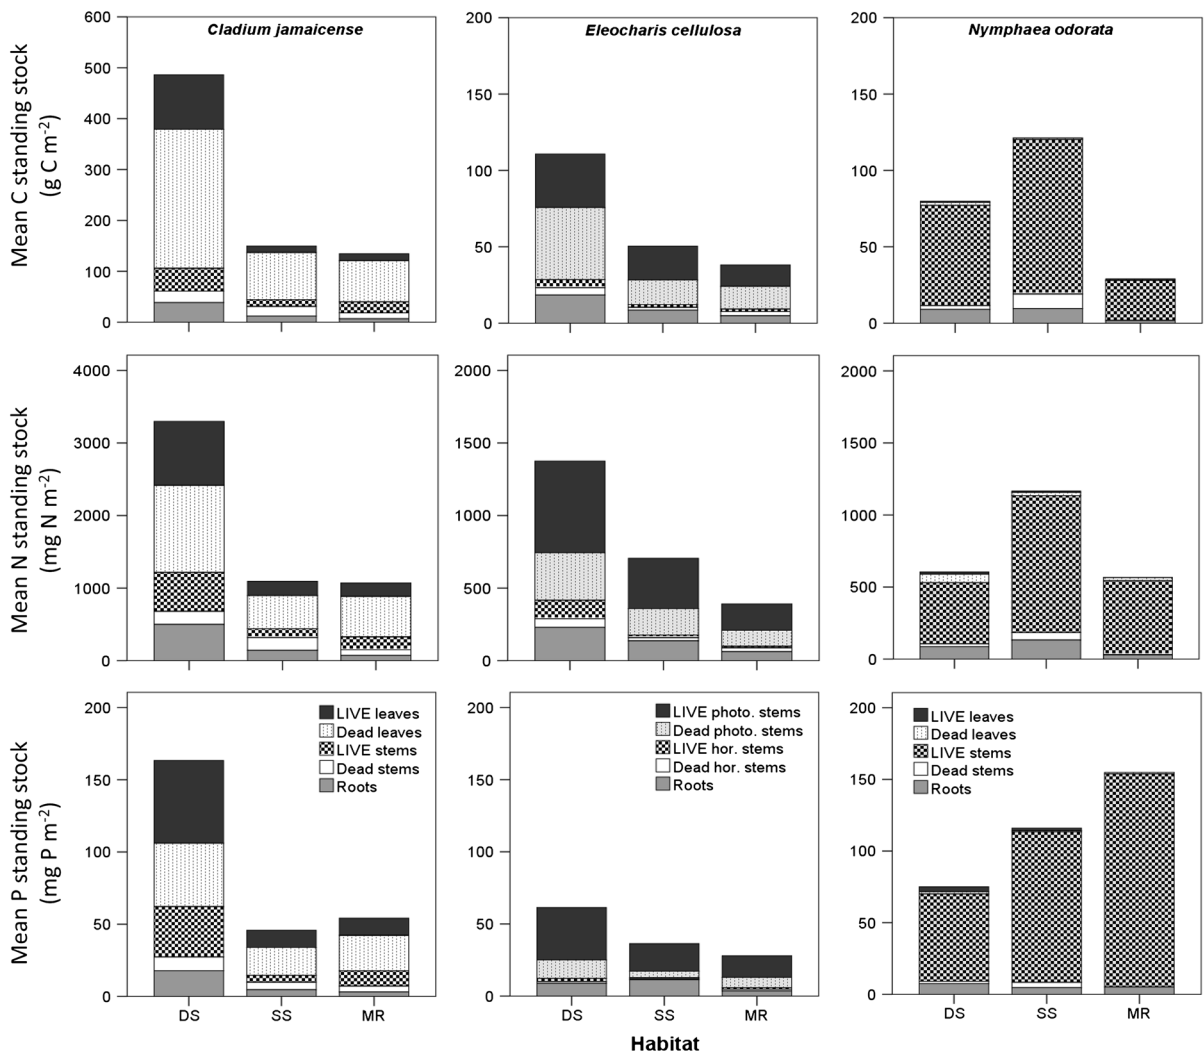 Cladium jamaicense
Eleocharis cellulosa
Nymphaea odorata
Mean C standing stock
(g C m-2)
600
500
400
300
200
100
0
200
150
100
50
0
200
150
100
50
0
Mean N standing stock
(mg N m-2)
4000
3000
2000
1000
0
2000
1500
1000
500
0
2000
1500
1000
500
0
Mean P standing stock
(mg P m-2)
200
150
100
50
0
LIVE leaves
Dead leaves
LIVE stems
Dead stems
Roots
DS SS MR
200
150
100
50
0
LIVE photo. stems
Dead photo. stems
LIVE hor. stems
Dead hor. stems
Roots
DS SS MR
200
150
100
50
0
LIVE leaves
Dead leaves
LIVE stems
Dead stems
Roots
DS SS MR
Habitat